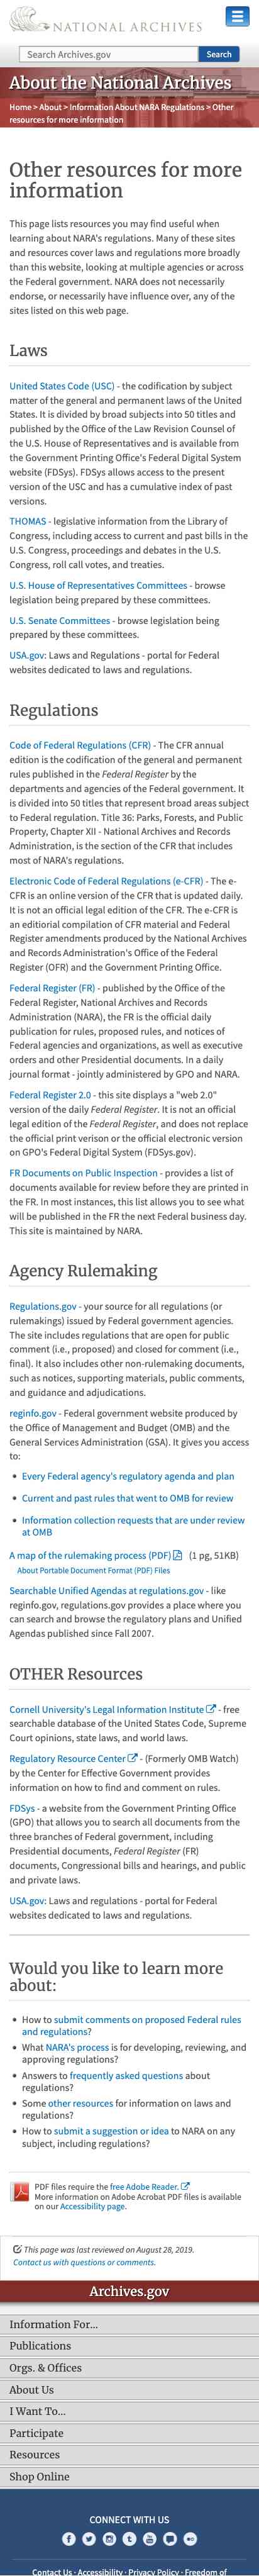 NATIONAL ARCHIVES
Search Archives.gov
Search
About the National Archives
Home > About > Information About NARA Regulations > Other
resources for more information
Other resources for more
information
This page lists resources you may find useful when
learning about NARA's regulations. Many of these sites
and resources cover laws and regulations more broadly
than this website, looking at multiple agencies or across
the Federal government. NARA does not necessarily
endorse, or necessarily have influence over, any of the
sites listed on this web page.
Laws
United States Code (USC) - the codification by subject
matter of the general and permanent laws of the United
States. It is divided by broad subjects into 50 titles and
published by the Office of the Law Revision Counsel of
the U.S. House of Representatives and is available from
the Government Printing Office's Federal Digital System
website (FDSys). FDSys allows access to the present
version of the USC and has a cumulative index of past
versions.
THOMAS - legislative information from the Library of
Congress, including access to current and past bills in the
U.S. Congress, proceedings and debates in the U.S.
Congress, roll call votes, and treaties.
U.S. House of Representatives Committees - browse
legislation being prepared by these committees.
U.S. Senate Committees - browse legislation being
prepared by these committees.
USA.gov: Laws and Regulations - portal for Federal
websites dedicated to laws and regulations.
Regulations
Code of Federal Regulations (CFR) - The CFR annual
edition is the codification of the general and permanent
rules published in the Federal Register by the
departments and agencies of the Federal government. It
is divided into 50 titles that represent broad areas subject
to Federal regulation. Title 36: Parks, Forests, and Public
Property, Chapter XII - National Archives and Records
Administration, is the section of the CFR that includes
most of NARA's regulations.
Electronic Code of Federal Regulations (e-CFR) - The e-
CFR is an online version of the CFR that is updated daily.
It is not an official legal edition of the CFR. The e-CFR is
an editorial compilation of CFR material and Federal
Register amendments produced by the National Archives
and Records Administration's Office of the Federal
Register (OFR) and the Government Printing Office.
Federal Register (FR) - published by the Office of the
Federal Register, National Archives and Records
Administration (NARA), the FR is the official daily
publication for rules, proposed rules, and notices of
Federal agencies and organizations, as well as executive
orders and other Presidential documents. In a daily
journal format - jointly administered by GPO and NARA.
Federal Register 2.0 - this site displays a "web 2.0"
version of the daily Federal Register. It is not an official
legal edition of the Federal Register, and does not replace
the official print verison or the official electronic version
on GPO's Federal Digital System (FDSys.gov).
FR Documents on Public Inspection - provides a list of
documents available for review before they are printed in
the FR. In most instances, this list allows you to see what
will be published in the FR the next Federal business day.
This site is maintained by NARA.
Agency Rulemaking
Regulations.gov - your source for all regulations (or
rulemakings) issued by Federal government agencies.
The site includes regulations that are open for public
comment (i.e., proposed) and closed for comment (i.e.,
final). It also includes other non-rulemaking documents,
such as notices, supporting materials, public comments,
and guidance and adjudications.
reginfo.gov - Federal government website produced by
the Office of Management and Budget (OMB) and the
General Services Administration (GSA). It gives you access
to:
• Every Federal agency's regulatory agenda and plan
• Current and past rules that went to OMB for review
• Information collection requests that are under review
at OMB
A map of the rulemaking process (PDF) (1 pg, 51KB)
About Portable Document Format (PDF) Files
Searchable Unified Agendas at regulations.gov - like
reginfo.gov, regulations.gov provides a place where you
can search and browse the regulatory plans and Unified
Agendas published since Fall 2007.
OTHER Resources
Cornell University's Legal Information Institute - free
searchable database of the United States Code, Supreme
Court opinions, state laws, and world laws.
Regulatory Resource Center - (Formerly OMB Watch)
by the Center for Effective Government provides
information on how to find and comment on rules.
FDSys - a website from the Government Printing Office
(GPO) that allows you to search all documents from the
three branches of Federal government, including
Presidential documents, Federal Register (FR)
documents, Congressional bills and hearings, and public
and private laws.
USA.gov: Laws and regulations - portal for Federal
websites dedicated to laws and regulations.
Would you like to learn more
about:
• How to submit comments on proposed Federal rules
and regulations?
• What NARA's process is for developing, reviewing, and
approving regulations?
• Answers to frequently asked questions about
regulations?
• Some other resources for information on laws and
regulations?
• How to submit a suggestion or idea to NARA on any
subject, including regulations?
PDF files require the free Adobe Reader.
More information on Adobe Acrobat PDF files is available
on our Accessibility page.
This page was last reviewed on August 28, 2019.
Contact us with questions or comments.
Archives.gov
Information For...
Publications
Orgs. & Offices
About Us
I Want To...
Participate
Resources
Shop Online
CONNECT WITH US
Contact Us · Accessibility · Privacy Policy · Freedom of